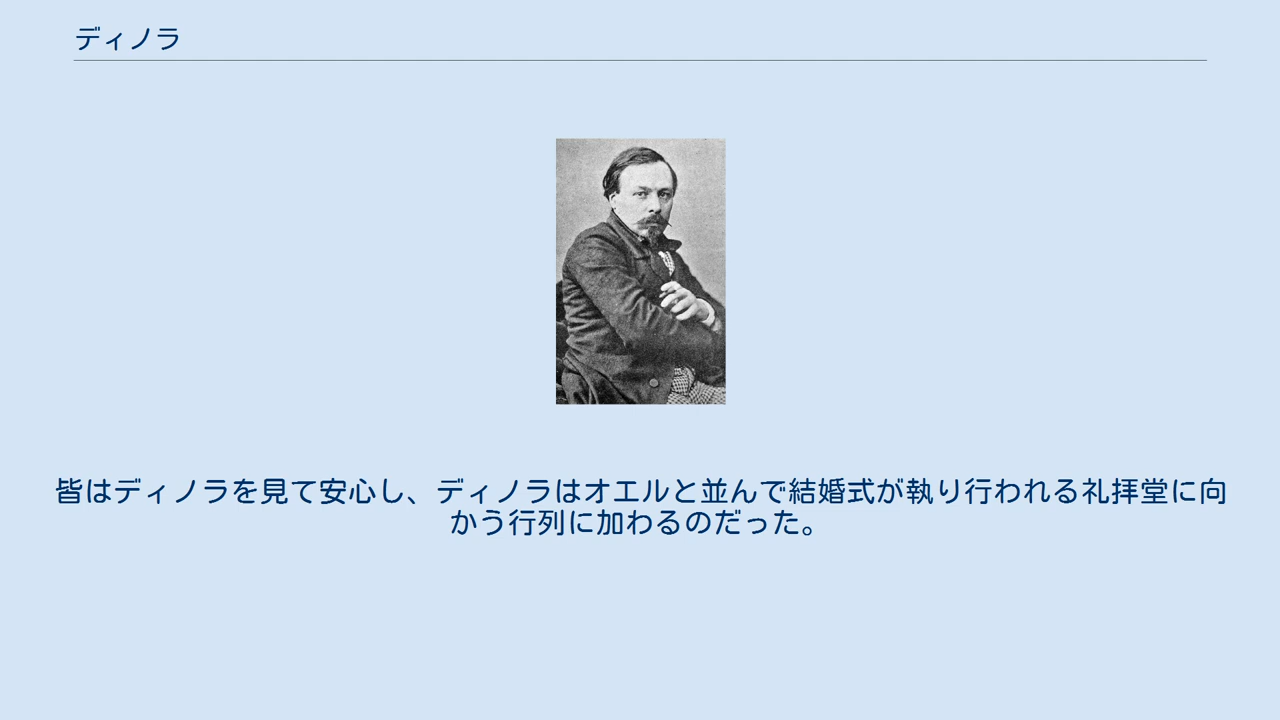 ディノラ
皆はディノラを見て安心し、ディノラはオエルと並んで結婚式が執り行われる礼拝堂に向
かう行列に加わるのだった。